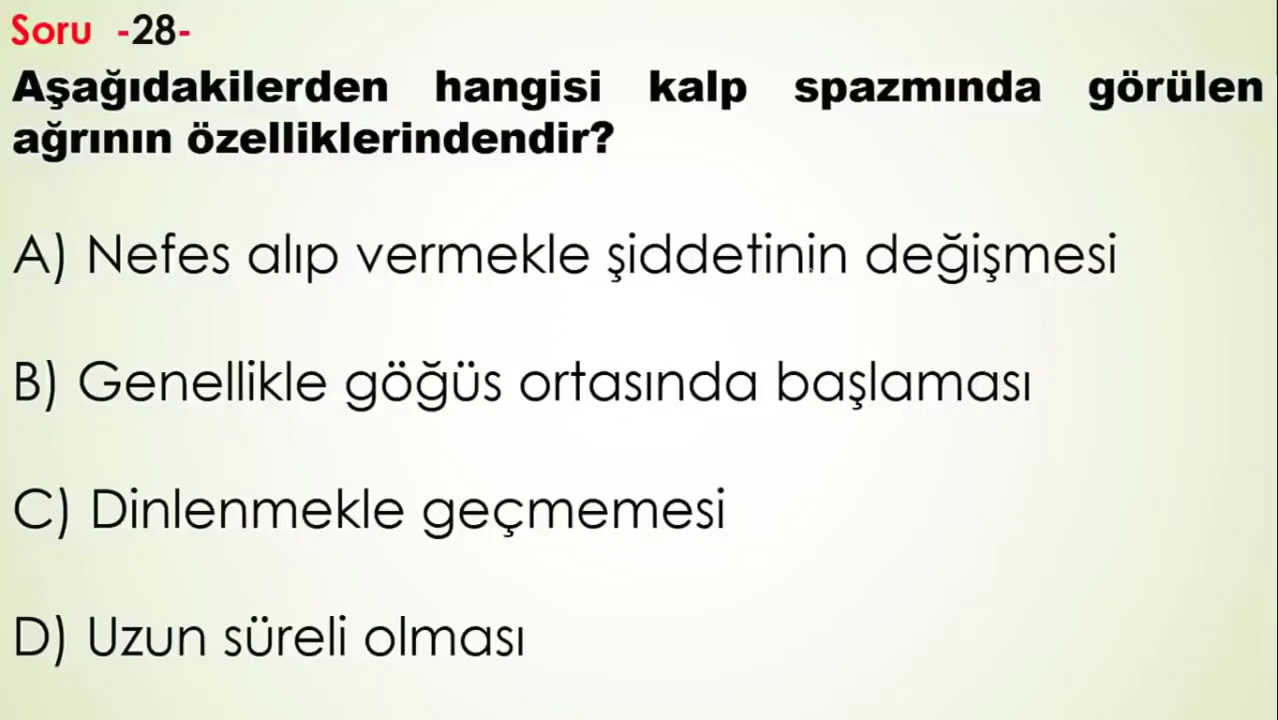 Soru -28-
Aşağıdakilerden hangisi kalp spazmında görülen
ağrının özelliklerindendir?
A) Nefes alıp vermekle şiddetinin değişmesi
B) Genellikle göğüs ortasında başlaması
C) Dinlenmekle geçmemesi
D) Uzun süreli olması